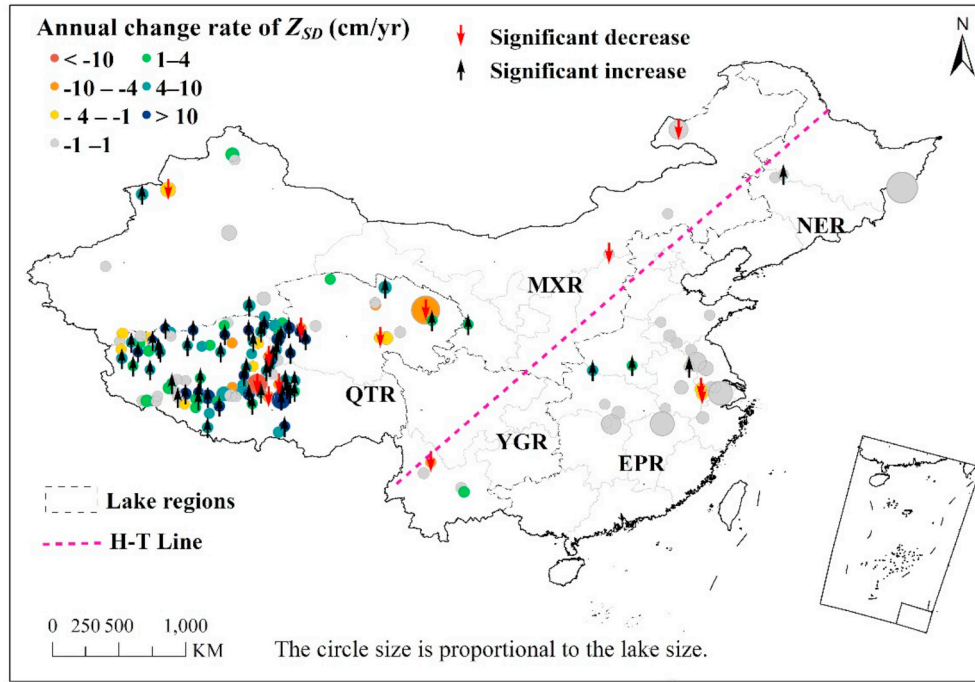 Annual change rate of Z_SD (cm/yr)
< -10 1–4
-10 – -4 4–10
- 4 – -1 > 10
-1 –1
Significant decrease
Significant increase
N
NER
MXR
QTR
YGR
EPR
Lake regions
H-T Line
0 250 500 1,000
KM
The circle size is proportional to the lake size.